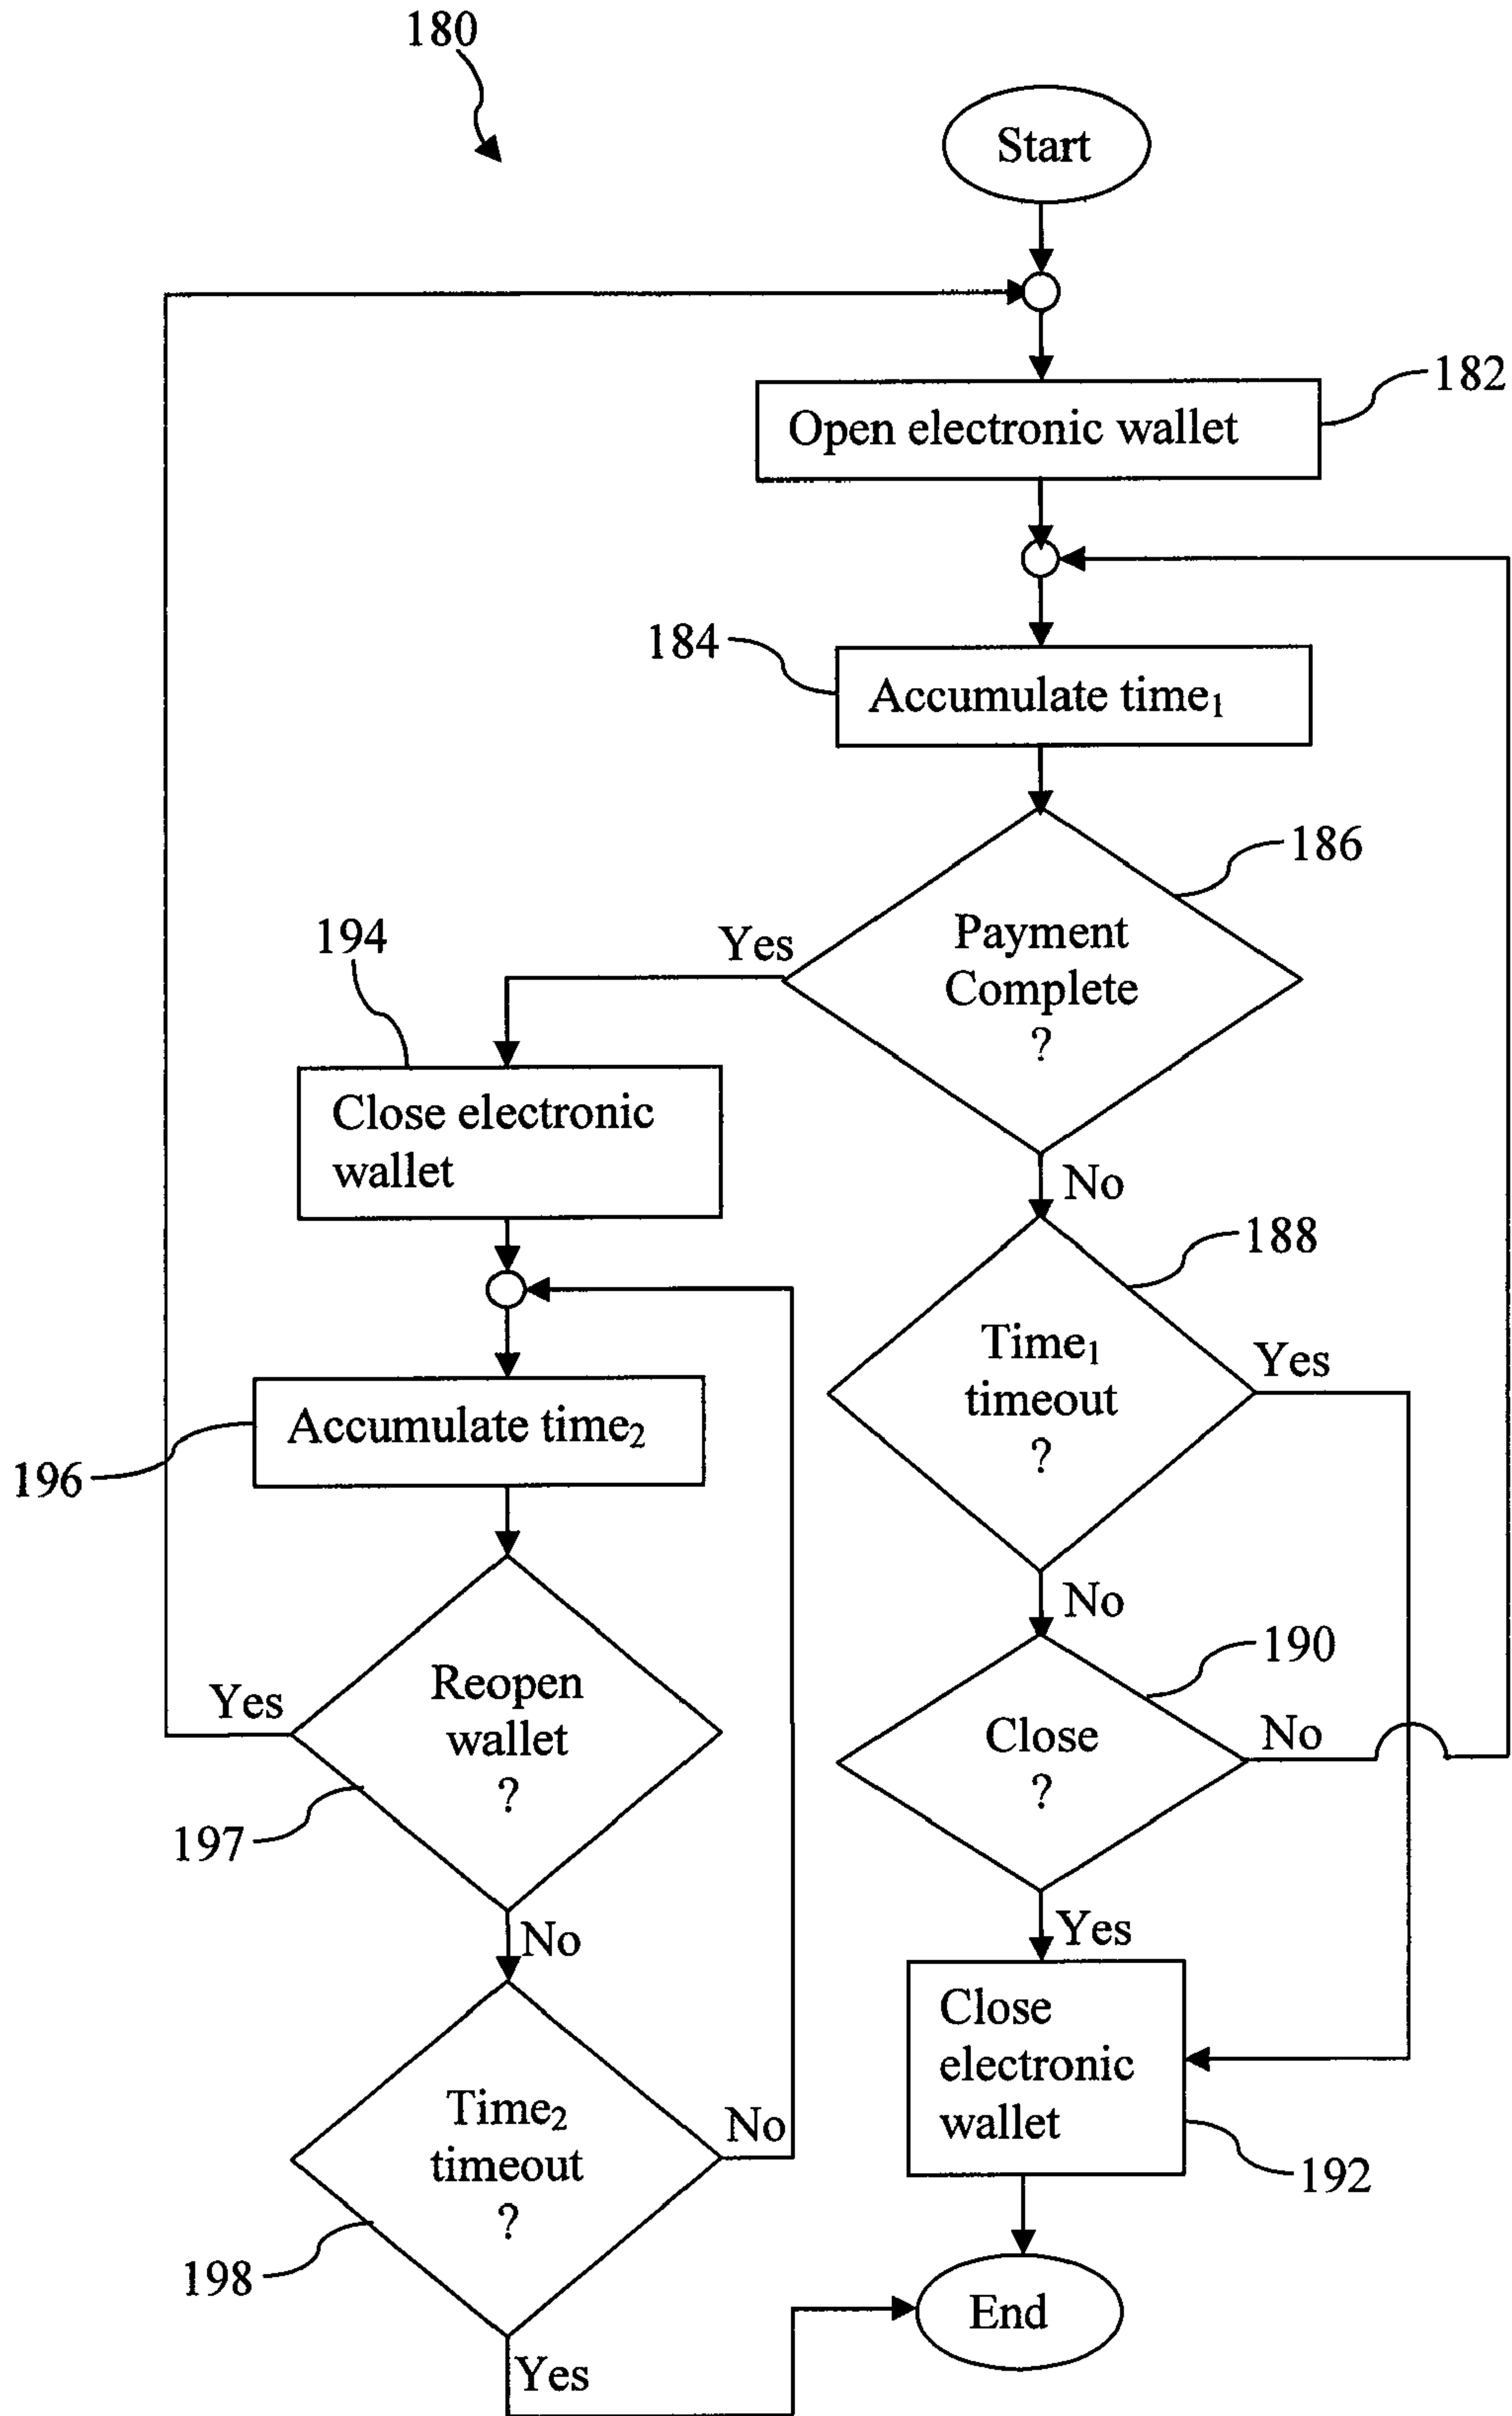 180
Start
182
Open electronic wallet
184
Accumulate time₁
186
Payment
Complete
?
Yes
194
Close electronic
wallet
No
188
Time₁
timeout
?
Yes
Accumulate time₂
196
No
190
Reopen
wallet
?
Yes
Close
?
No
197
No
Yes
Close
electronic
wallet
Time₂
timeout
?
No
192
198
End
Yes